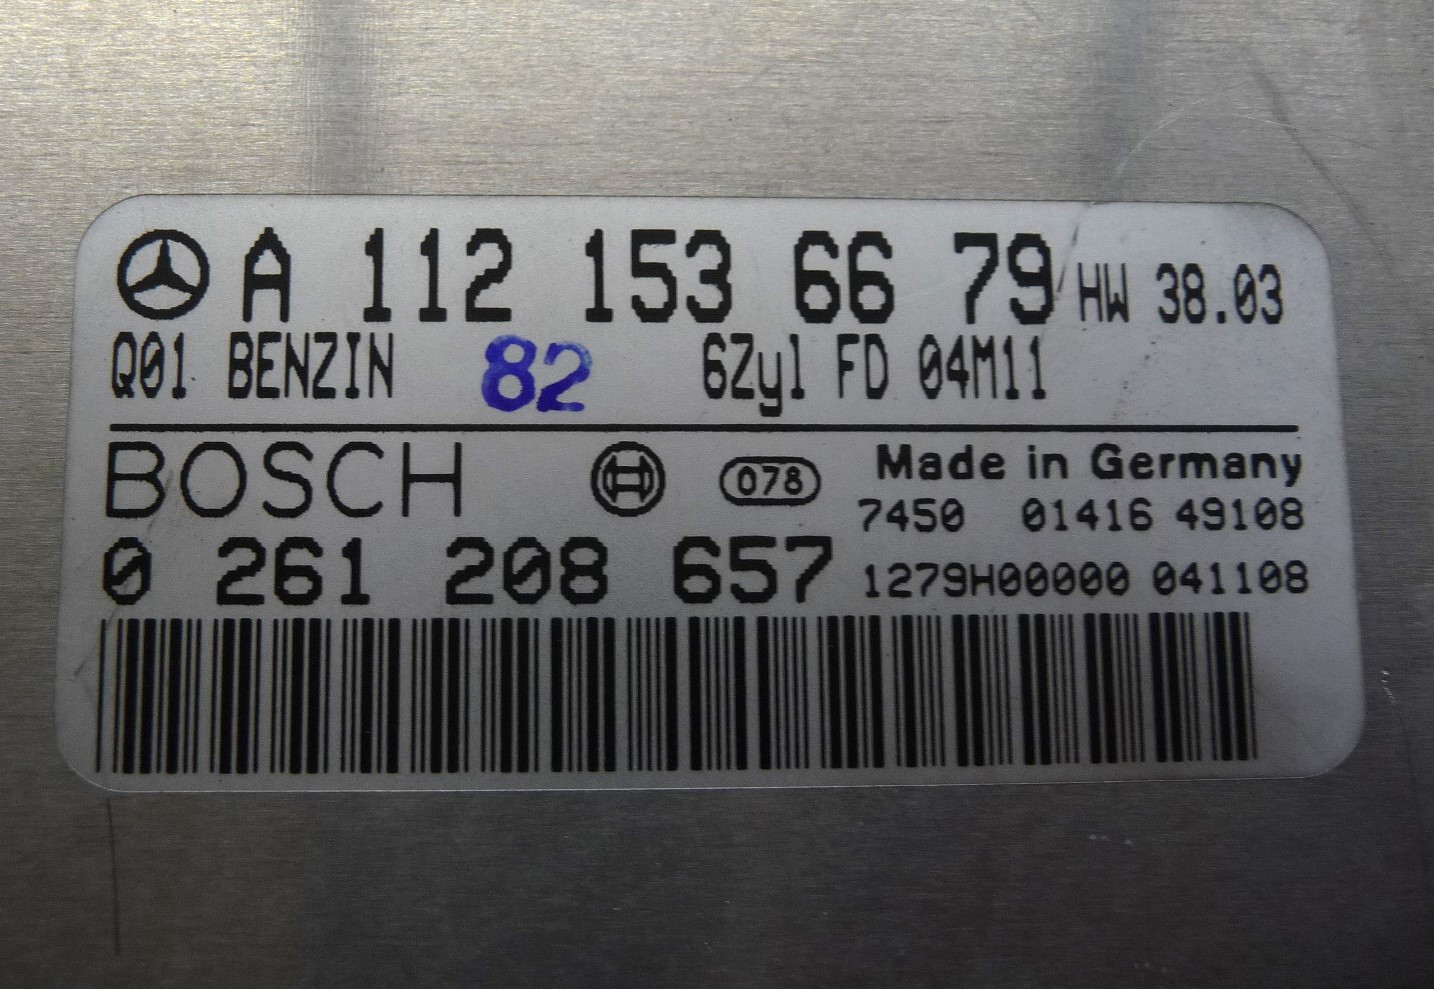 A 112 153 66 79 HW 38.03
Q01 BENZIN 82 6Zyl FD 04M11
BOSCH 078 Made in Germany
7450 01416 49108
0 261 208 657 1279H00000 041108